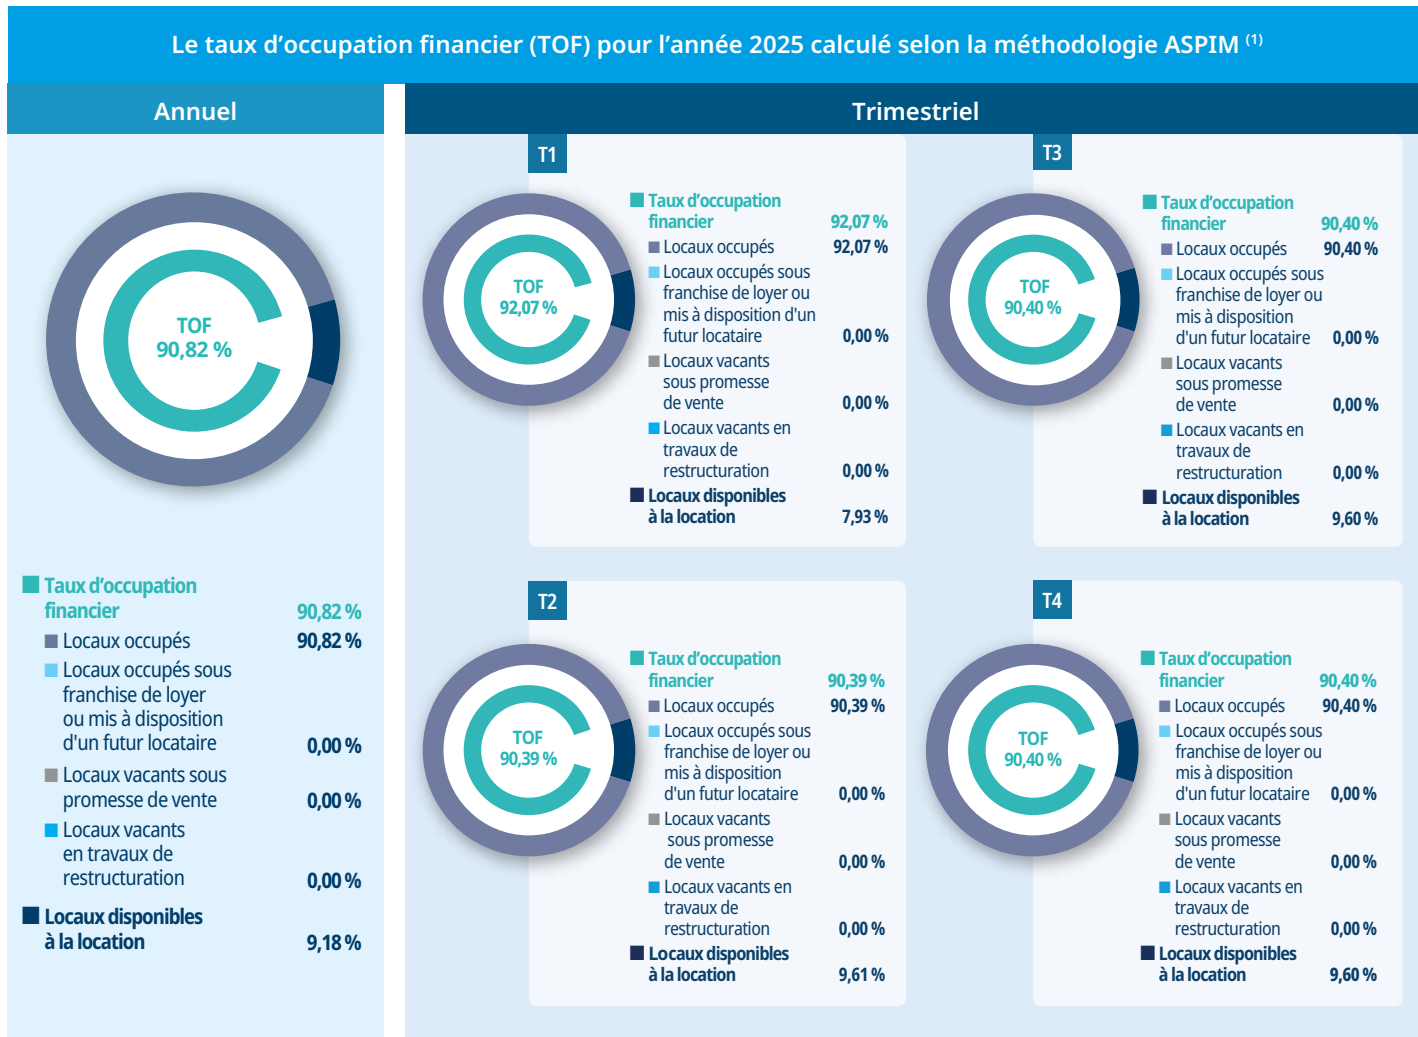 Le taux d’occupation financier (TOF) pour l’année 2025 calculé selon la méthodologie ASPIM (1)
Annuel
TOF
90,82 %
Taux d’occupation
financier 90,82 %
Locaux occupés 90,82 %
Locaux occupés sous
franchise de loyer
ou mis à disposition
d'un futur locataire 0,00 %
Locaux vacants sous
promesse de vente 0,00 %
Locaux vacants
en travaux de
restructuration 0,00 %
Locaux disponibles
à la location 9,18 %
Trimestriel
T1
TOF
92,07 %
Taux d’occupation
financier 92,07 %
Locaux occupés 92,07 %
Locaux occupés sous
franchise de loyer ou
mis à disposition d'un
futur locataire 0,00 %
Locaux vacants
sous promesse
de vente 0,00 %
Locaux vacants en
travaux de
restructuration 0,00 %
Locaux disponibles
à la location 7,93 %
T2
TOF
90,39 %
Taux d’occupation
financier 90,39 %
Locaux occupés 90,39 %
Locaux occupés sous
franchise de loyer ou
mis à disposition
d'un futur locataire 0,00 %
Locaux vacants
sous promesse
de vente 0,00 %
Locaux vacants en
travaux de
restructuration 0,00 %
Locaux disponibles
à la location 9,61 %
T3
TOF
90,40 %
Taux d’occupation
financier 90,40 %
Locaux occupés 90,40 %
Locaux occupés sous
franchise de loyer ou
mis à disposition
d'un futur locataire 0,00 %
Locaux vacants
sous promesse
de vente 0,00 %
Locaux vacants en
travaux de
restructuration 0,00 %
Locaux disponibles
à la location 9,60 %
T4
TOF
90,40 %
Taux d’occupation
financier 90,40 %
Locaux occupés 90,40 %
Locaux occupés sous
franchise de loyer ou
mis à disposition
d'un futur locataire 0,00 %
Locaux vacants
sous promesse
de vente 0,00 %
Locaux vacants en
travaux de
restructuration 0,00 %
Locaux disponibles
à la location 9,60 %